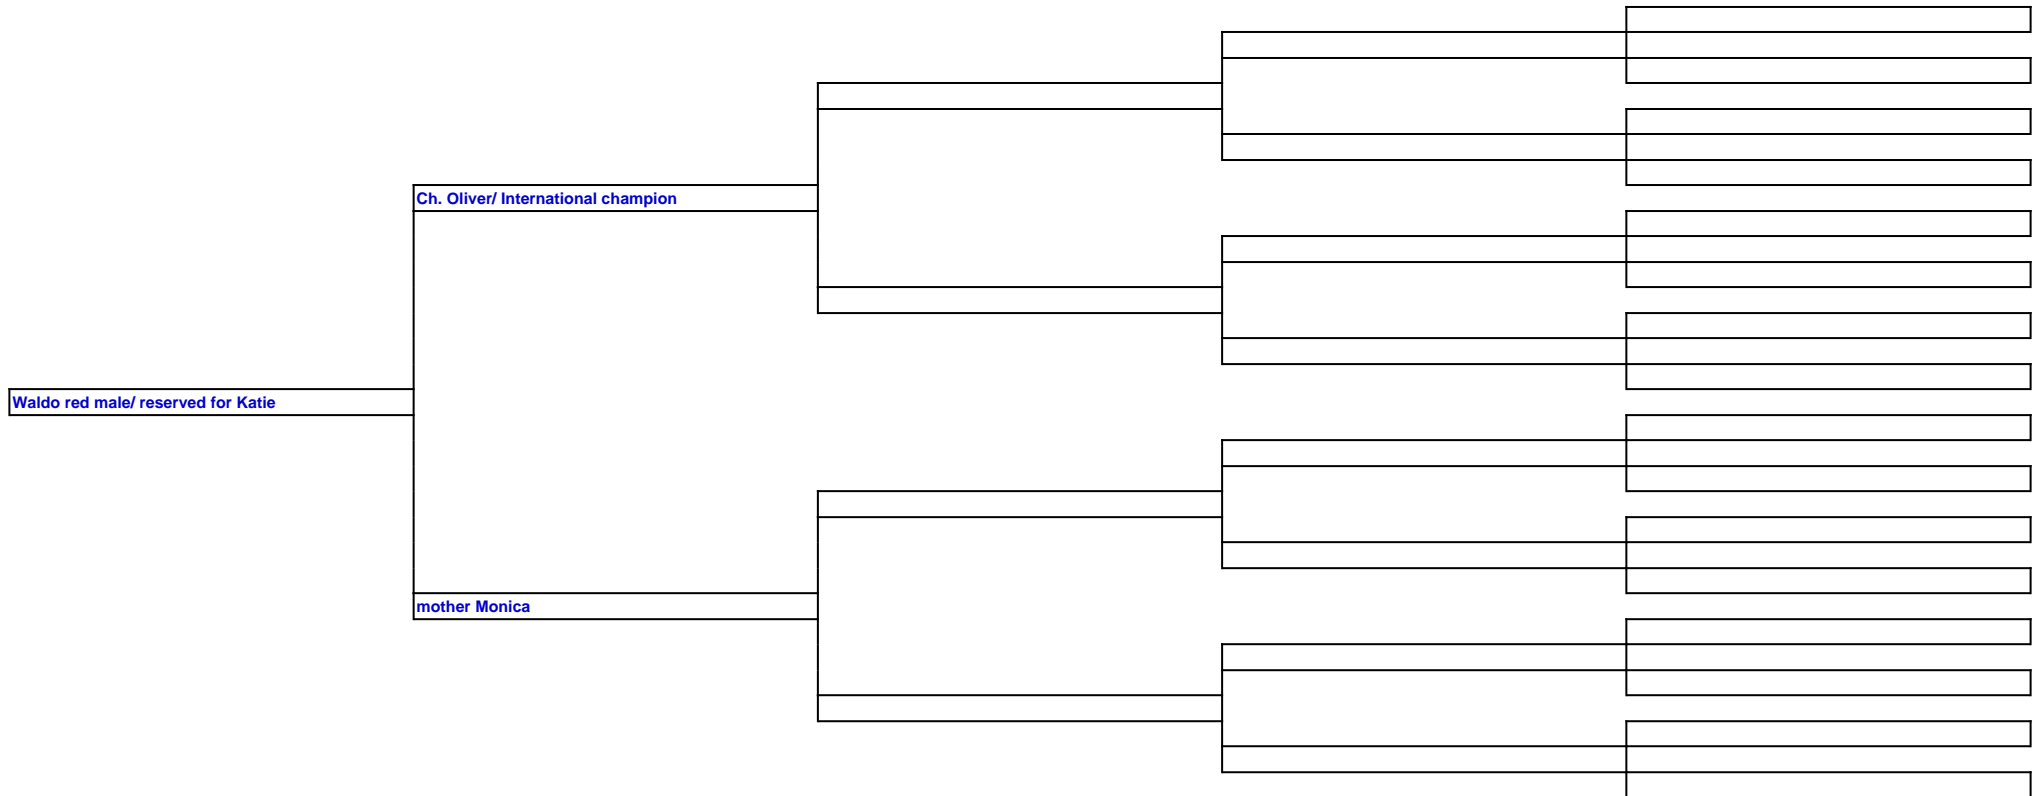 Ch. Oliver/ International champion
Waldo red male/ reserved for Katie
mother Monica